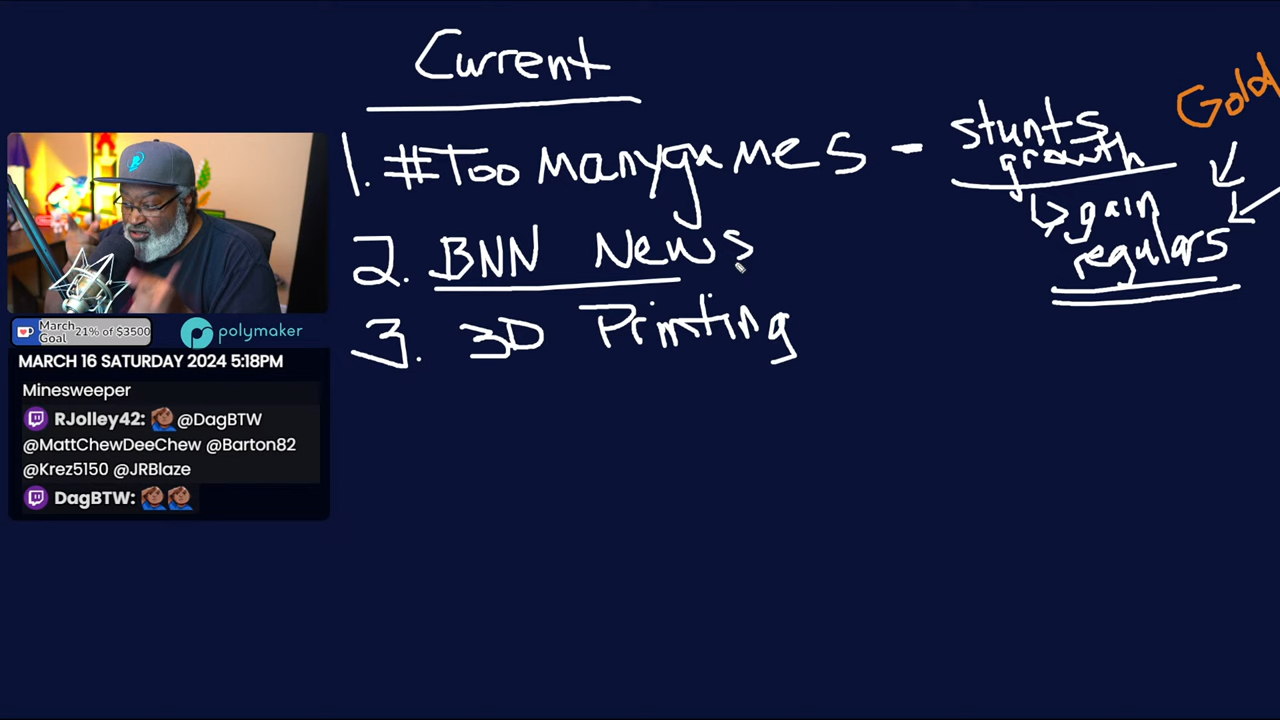 Current
1. #Toomanygames - stunts growth
↳ gain regulars
Gold
2. BNN News
3. 3D Printing
March Goal 21% of $3500
polymaker
MARCH 16 SATURDAY 2024 5:18PM
Minesweeper
RJolley42: @DagBTW
@MattChewDeeChew @Barton82
@Krez5150 @JRBlaze
DagBTW: